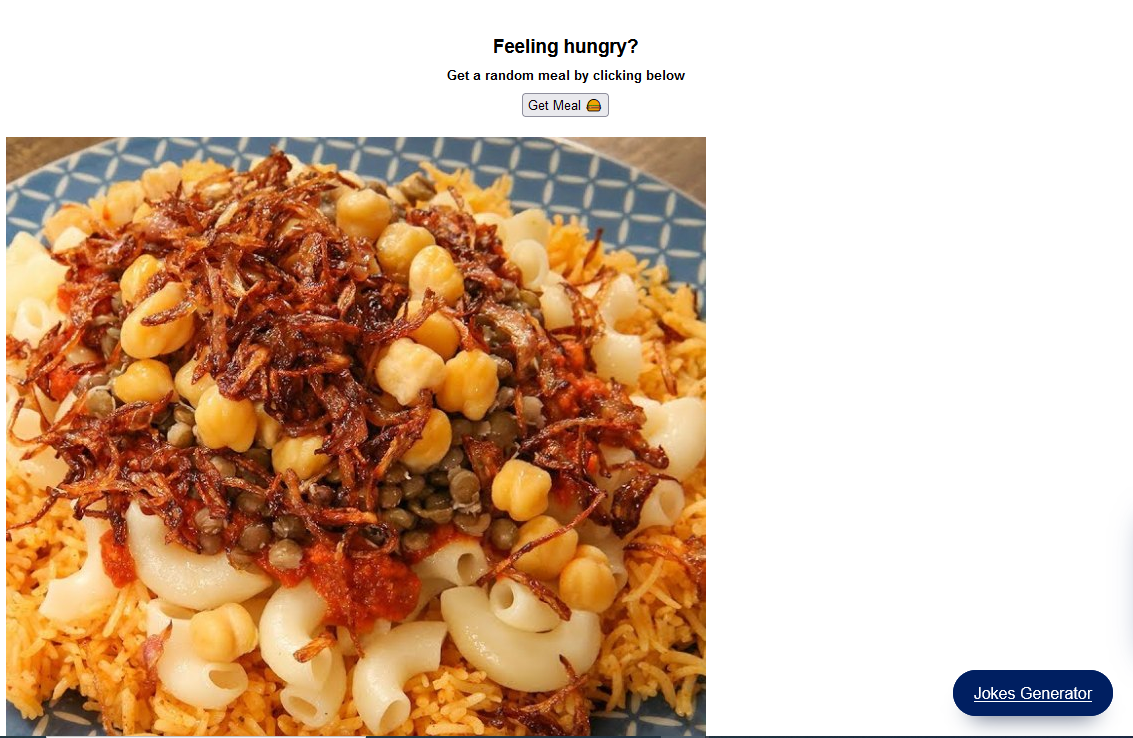 Feeling hungry?
Get a random meal by clicking below
Get Meal 🍔
Jokes Generator